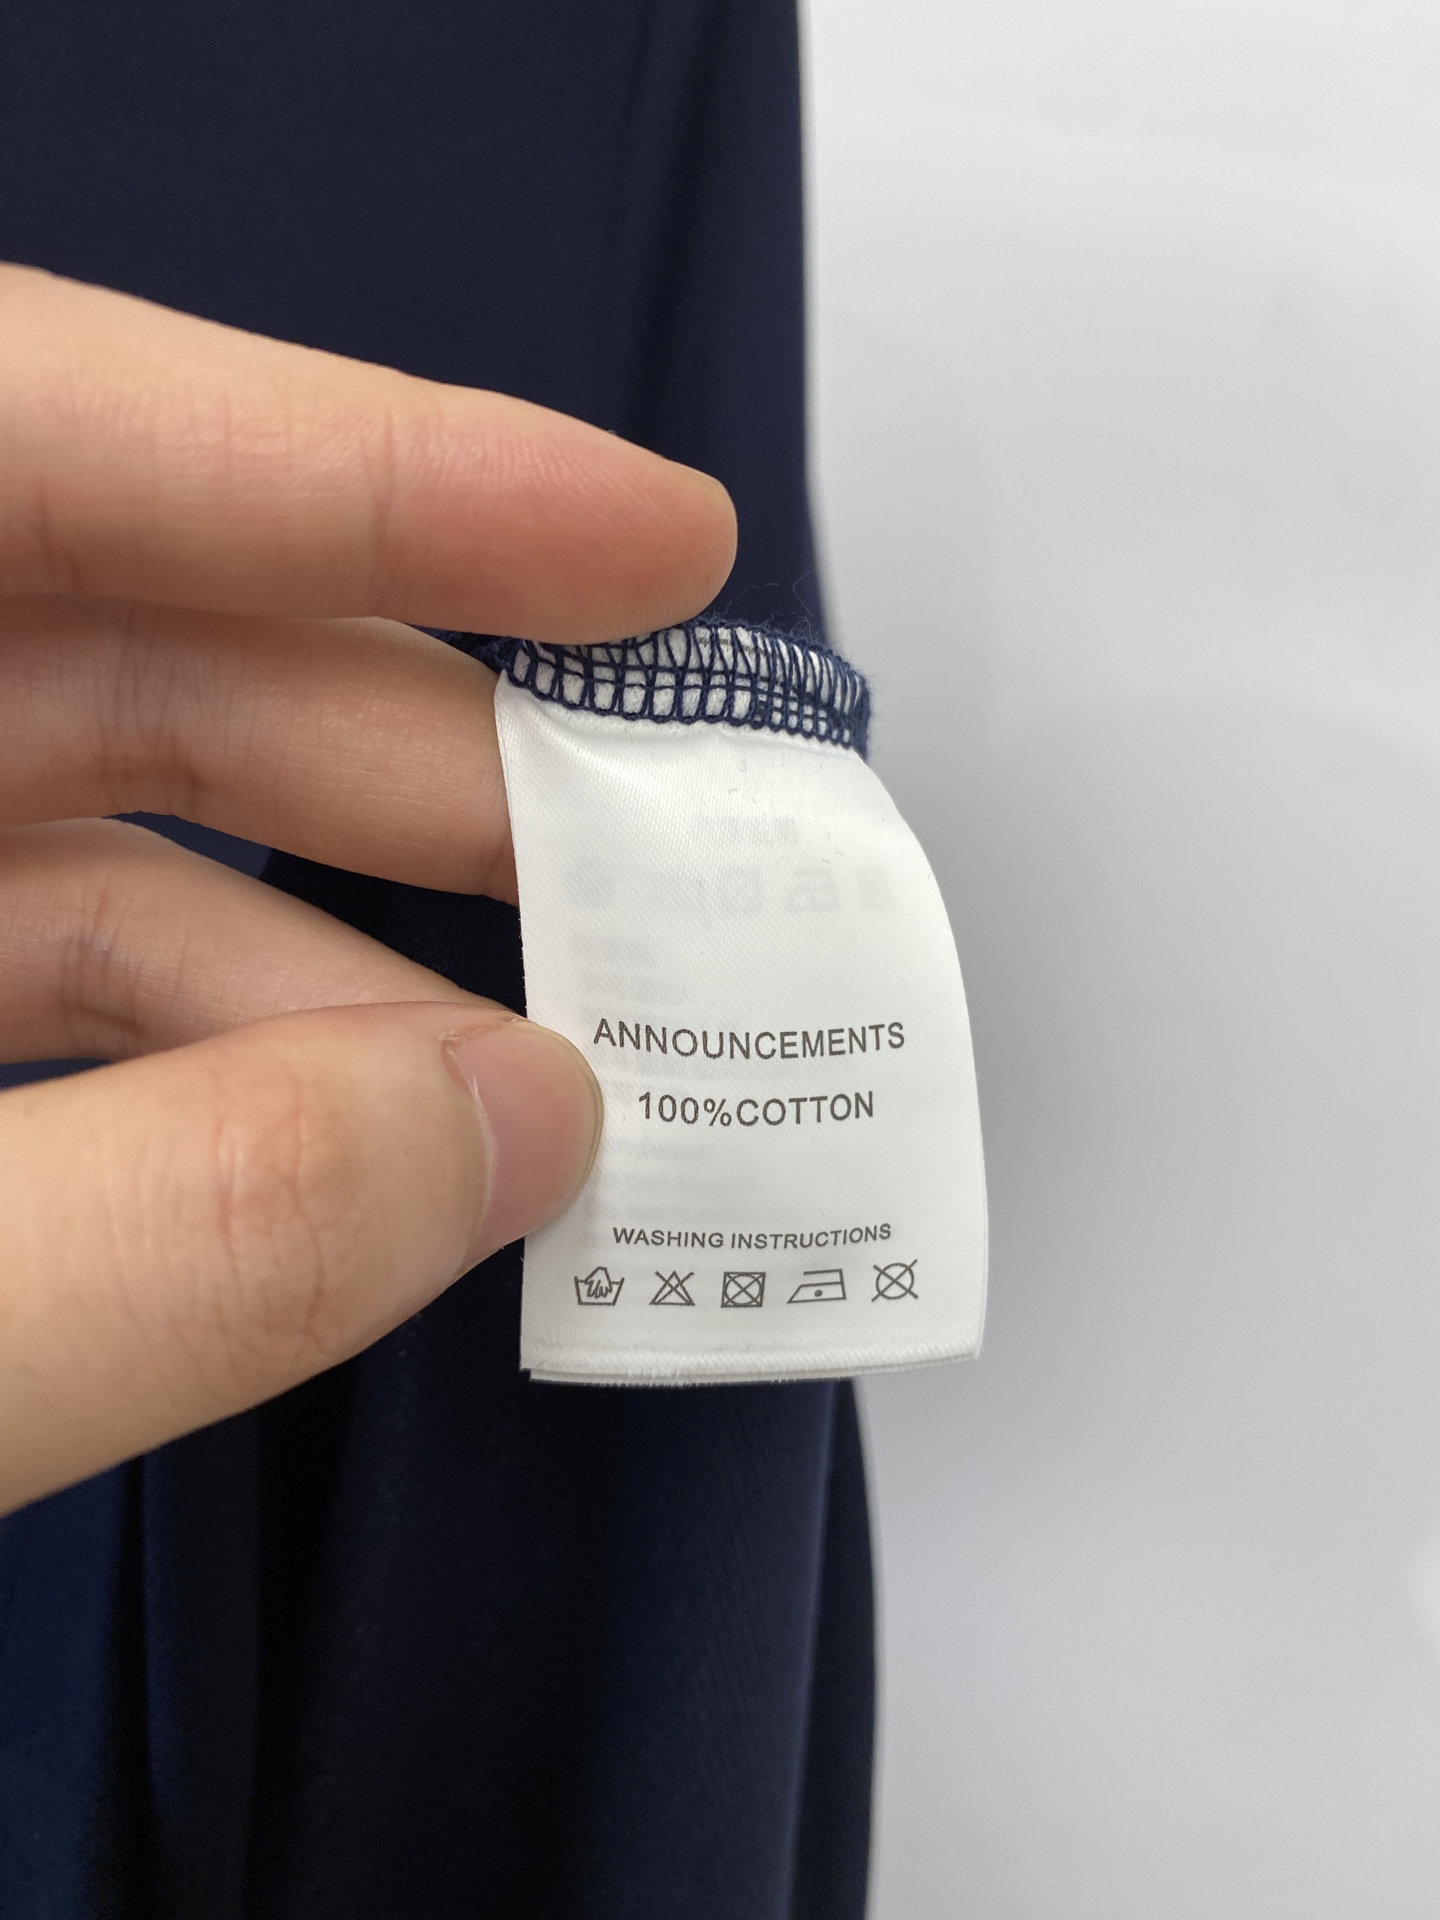 ANNOUNCEMENTS
100%COTTON
WASHING INSTRUCTIONS